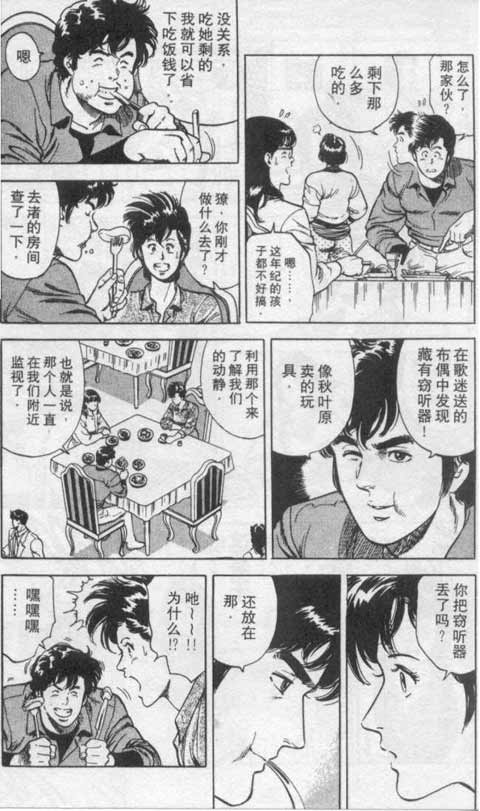 怎么了，
那家伙？
剩下那
么多
吃的．
嗯……，
这年纪的孩
子都不好搞．
没关系．
吃她剩的
我就可以省
下吃饭钱了．
嗯
獠，你刚才
做什么去了？
去渚的房间
查了一下．
在歌迷送的
布偶中发现
藏有窃听器！
像秋叶原
卖的玩
具．
利用那个来
了解我们
的动静．
也就是说，
那个人一直
在我们附近
监视了．
你把窃听器
丢了吗？
还放在
那．
吔～～!!
为什么!?
嘿嘿嘿
……